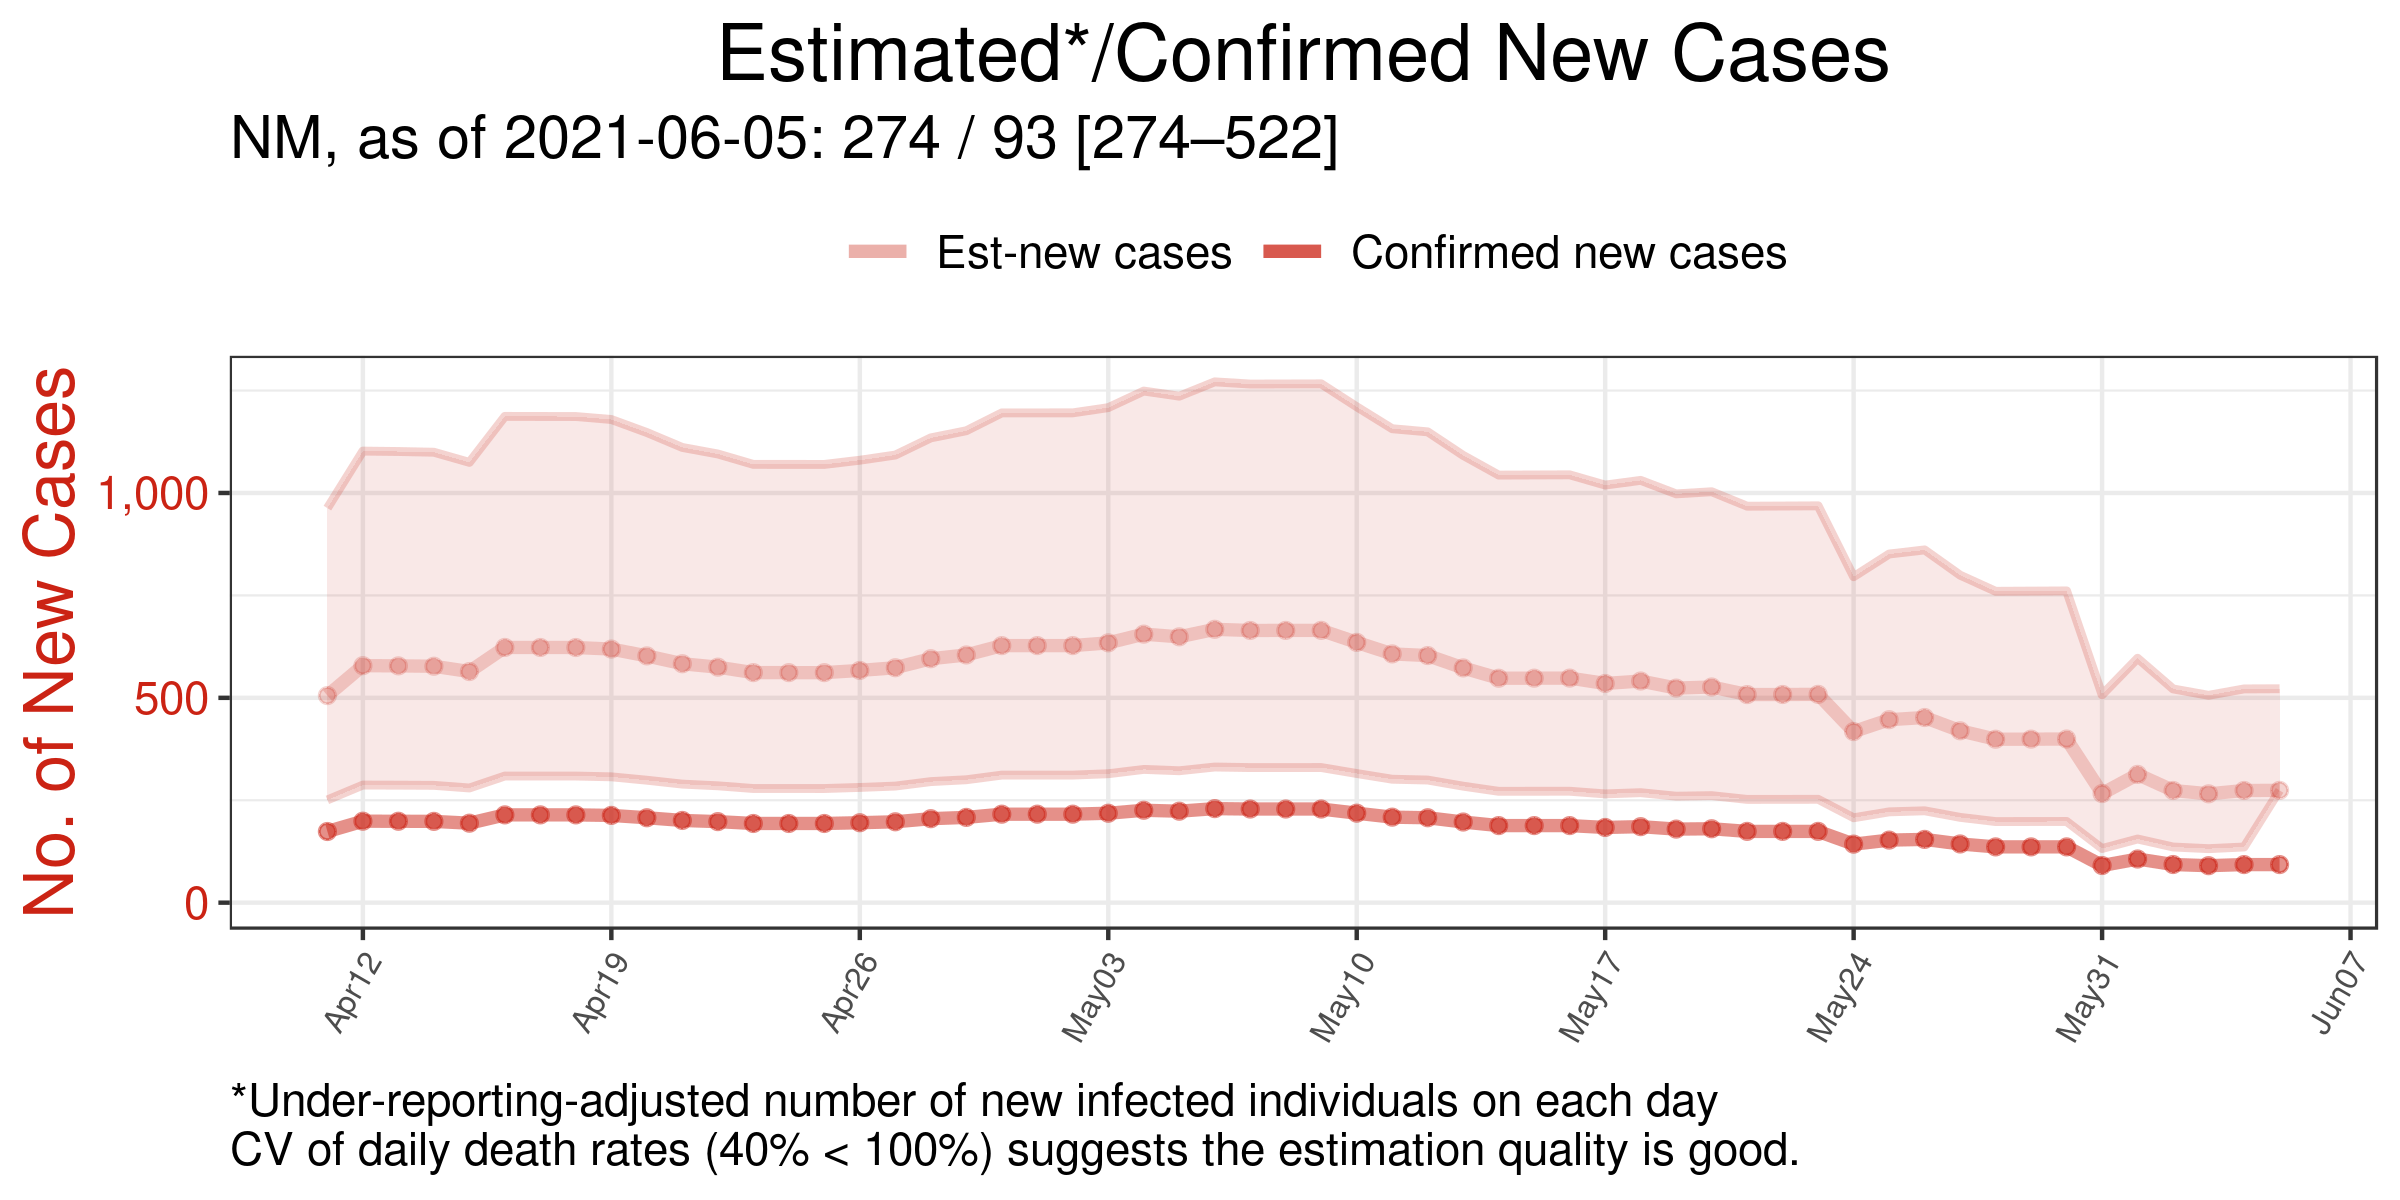 Estimated*/Confirmed New Cases
NM, as of 2021-06-05: 274 / 93 [274–522]
Est-new cases Confirmed new cases
No. of New Cases
1,000
500
0
Apr12 Apr19 Apr26 May03 May10 May17 May24 May31 Jun07
*Under-reporting-adjusted number of new infected individuals on each day
CV of daily death rates (40% < 100%) suggests the estimation quality is good.